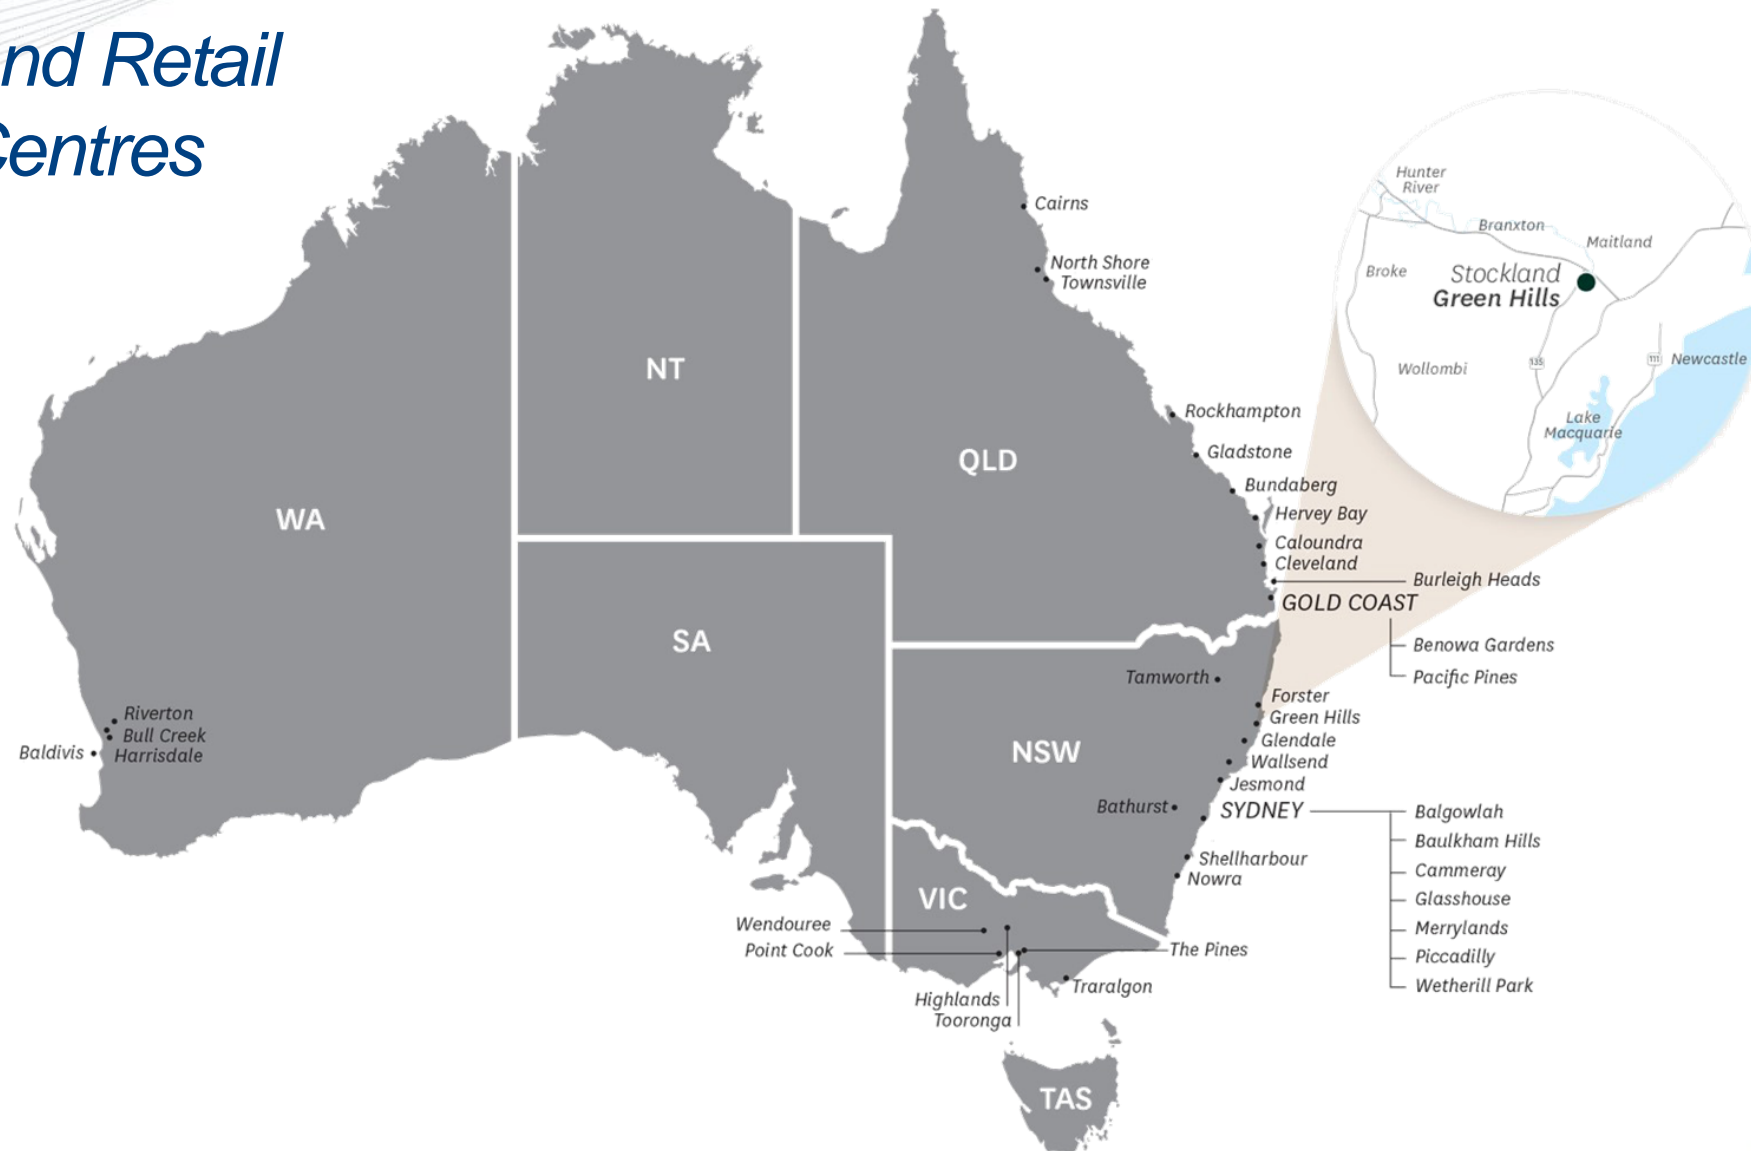 nd Retail
Centres
Hunter
River
Branxton
Maitland
Broke
Stockland
Green Hills
Wollombi
135
111
Newcastle
Lake
Macquarie
Cairns
North Shore
Townsville
NT
Rockhampton
QLD
Gladstone
Bundaberg
WA
Hervey Bay
Caloundra
Cleveland
Burleigh Heads
GOLD COAST
SA
Benowa Gardens
Pacific Pines
Tamworth
Forster
Riverton
Green Hills
Bull Creek
Glendale
Baldivis
Harrisdale
NSW
Wallsend
Jesmond
Bathurst
SYDNEY
Balgowlah
Baulkham Hills
Shellharbour
Cammeray
Nowra
VIC
Glasshouse
Wendouree
Merrylands
Point Cook
The Pines
Piccadilly
Traralgon
Wetherill Park
Highlands
Tooronga
TAS